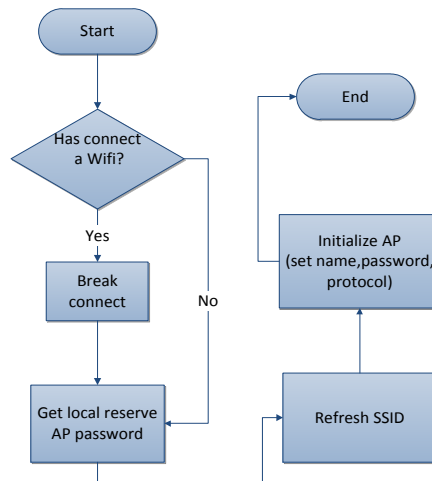 Start
Has connect
a Wifi?
Yes
Break
connect
No
Get local reserve
AP password
End
Initialize AP
(set name,password,
protocol)
Refresh SSID